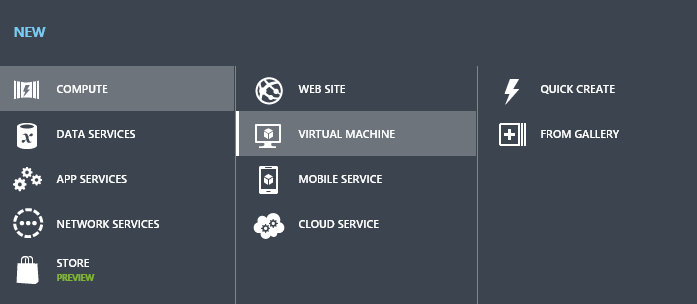 NEW
COMPUTE
DATA SERVICES
APP SERVICES
NETWORK SERVICES
STORE
PREVIEW
WEB SITE
VIRTUAL MACHINE
MOBILE SERVICE
CLOUD SERVICE
QUICK CREATE
FROM GALLERY